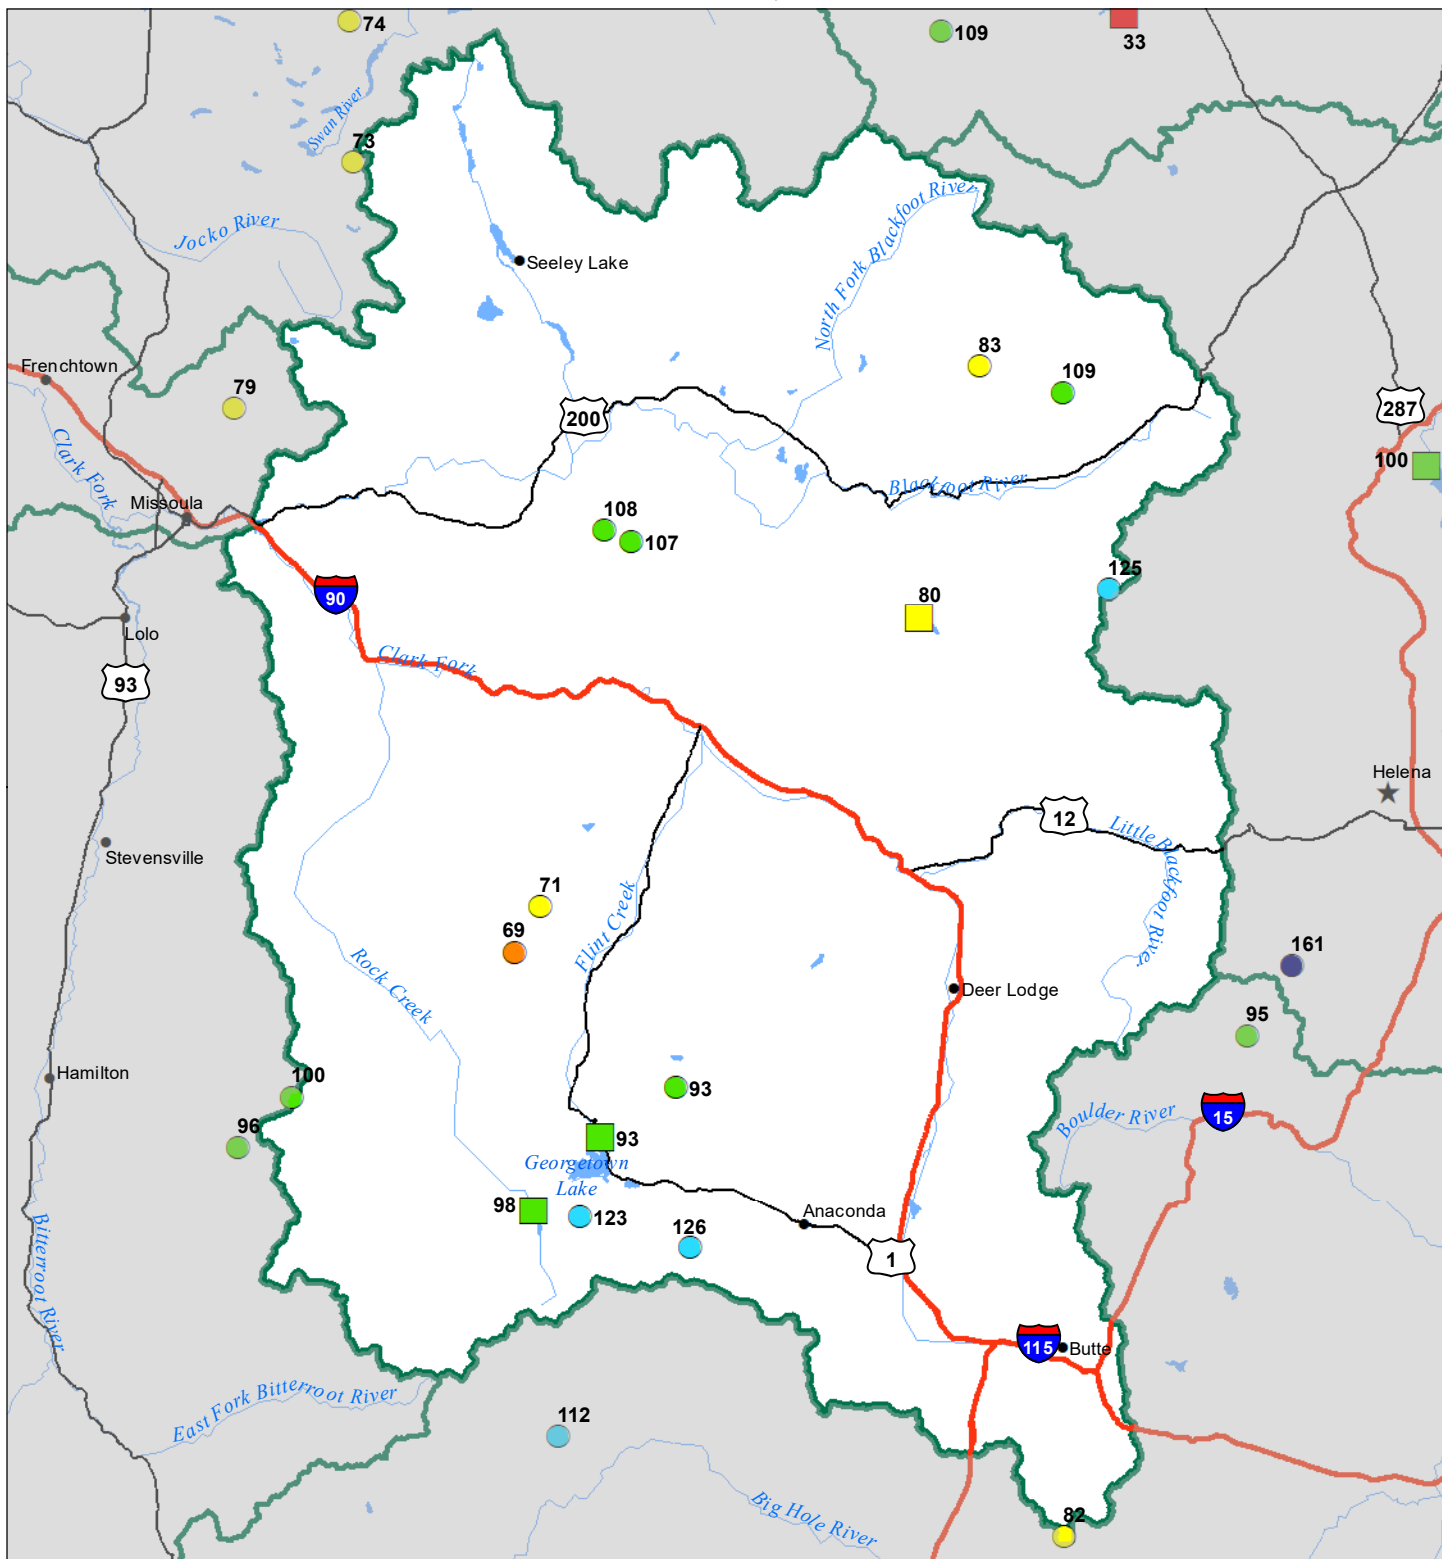 74
109
33
Swan River
73
Jocko River
North Fork Blackfoot River
Seeley Lake
83
109
Frenchtown
79
200
287
100
Clark Fork
Blackfoot River
Missoula
108
107
125
90
80
Lolo
Clark Fork
93
Helena
12
Little Blackfoot River
Stevensville
71
Flint Creek
69
161
Rock Creek
Deer Lodge
95
Hamilton
100
93
15
Boulder River
96
93
Georgetown
Lake
98
123
Anaconda
126
1
Bitterroot River
115
Butte
East Fork Bitterroot River
112
Big Hole River
82